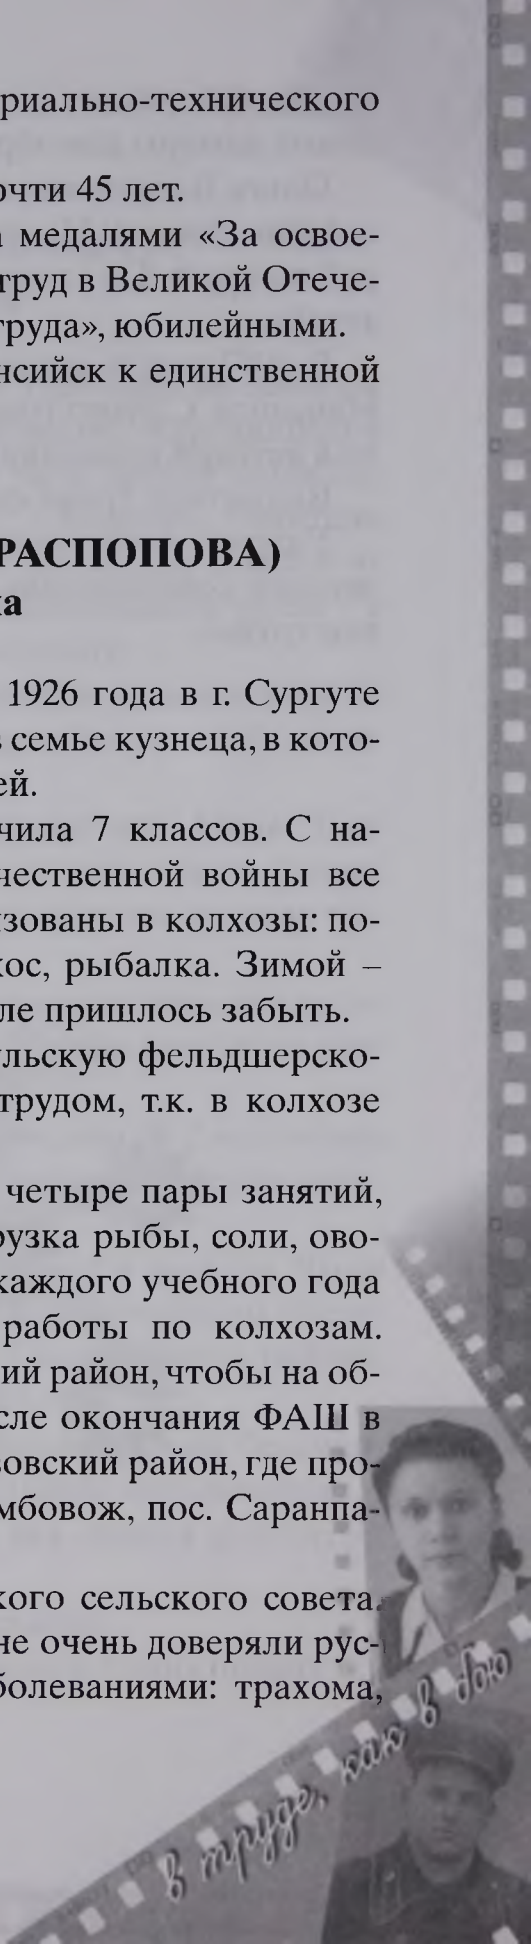 риально-технического
очти 45 лет.
медалями «За освое-
труд в Великой Отече-
труда», юбилейными.
нсийск к единственной
РАСПОПОВА)
на
1926 года в г. Сургуте
в семье кузнеца, в кото-
ей.
чила 7 классов. С на-
чественной войны все
изованы в колхозы: по-
кос, рыбалка. Зимой –
ле пришлось забыть.
ульскую фельдшерско-
трудом, т.к. в колхозе
четыре пары занятий,
рузка рыбы, соли, ово-
каждого учебного года
работы по колхозам.
ий район, чтобы на об-
сле окончания ФАШ в
зовский район, где про-
мбовож, пос. Саранпа-
кого сельского совета.
не очень доверяли рус-
болеваниями: трахома,
в труде, как в бою